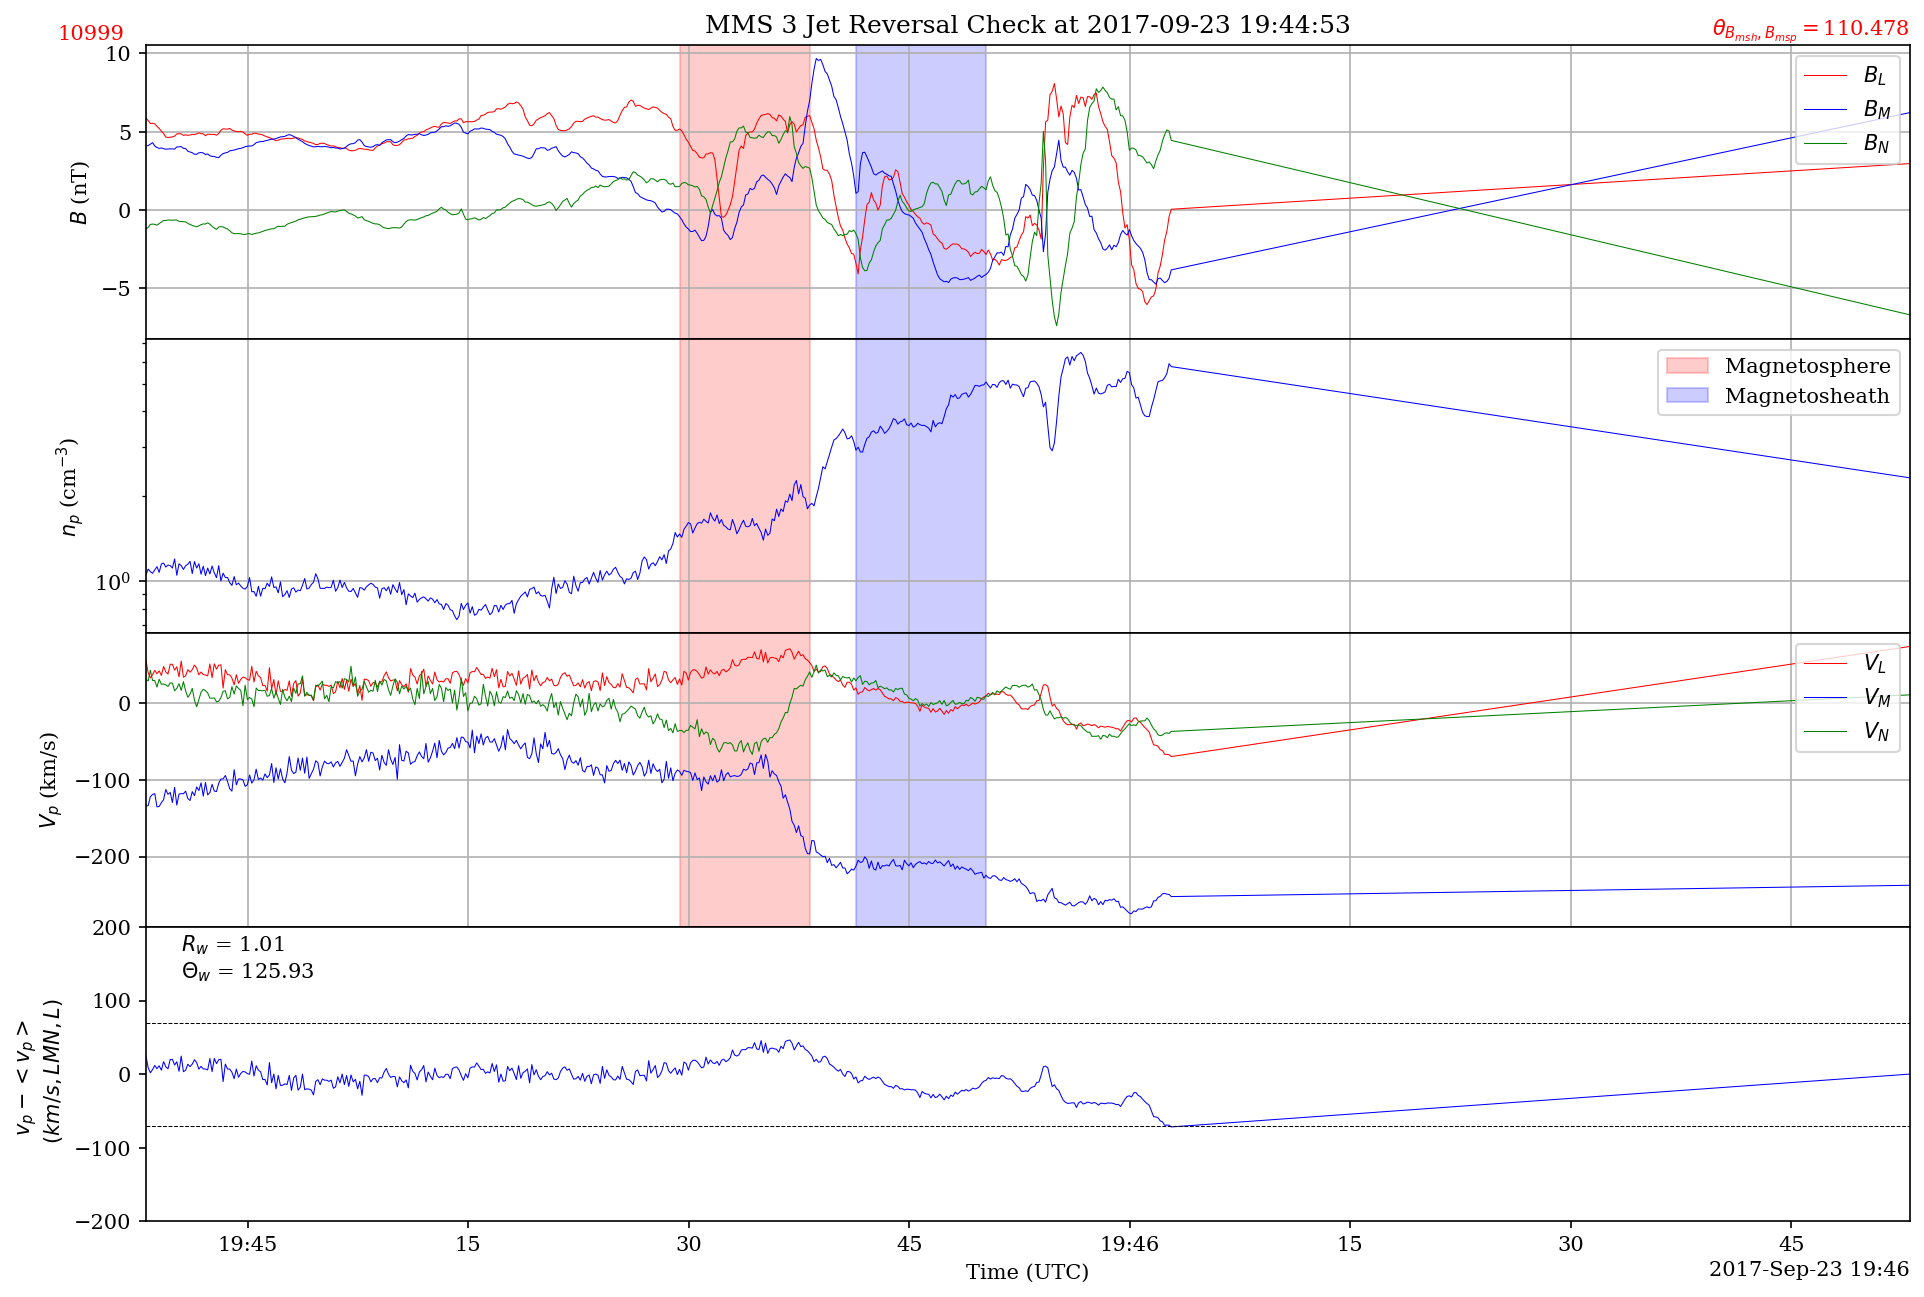 MMS 3 Jet Reversal Check at 2017-09-23 19:44:53
10999
θ_{B_{msh}, B_{msp}} = 110.478
10
5
0
−5
B (nT)
B_L
B_M
B_N
10^0
n_p (cm^{−3})
Magnetosphere
Magnetosheath
0
−100
−200
V_p (km/s)
V_L
V_M
V_N
200
100
0
−100
−200
v_p − < v_p >
(km/s, LMN, L)
R_w = 1.01
Θ_w = 125.93
19:45
15
30
45
19:46
15
30
45
Time (UTC)
2017-Sep-23 19:46